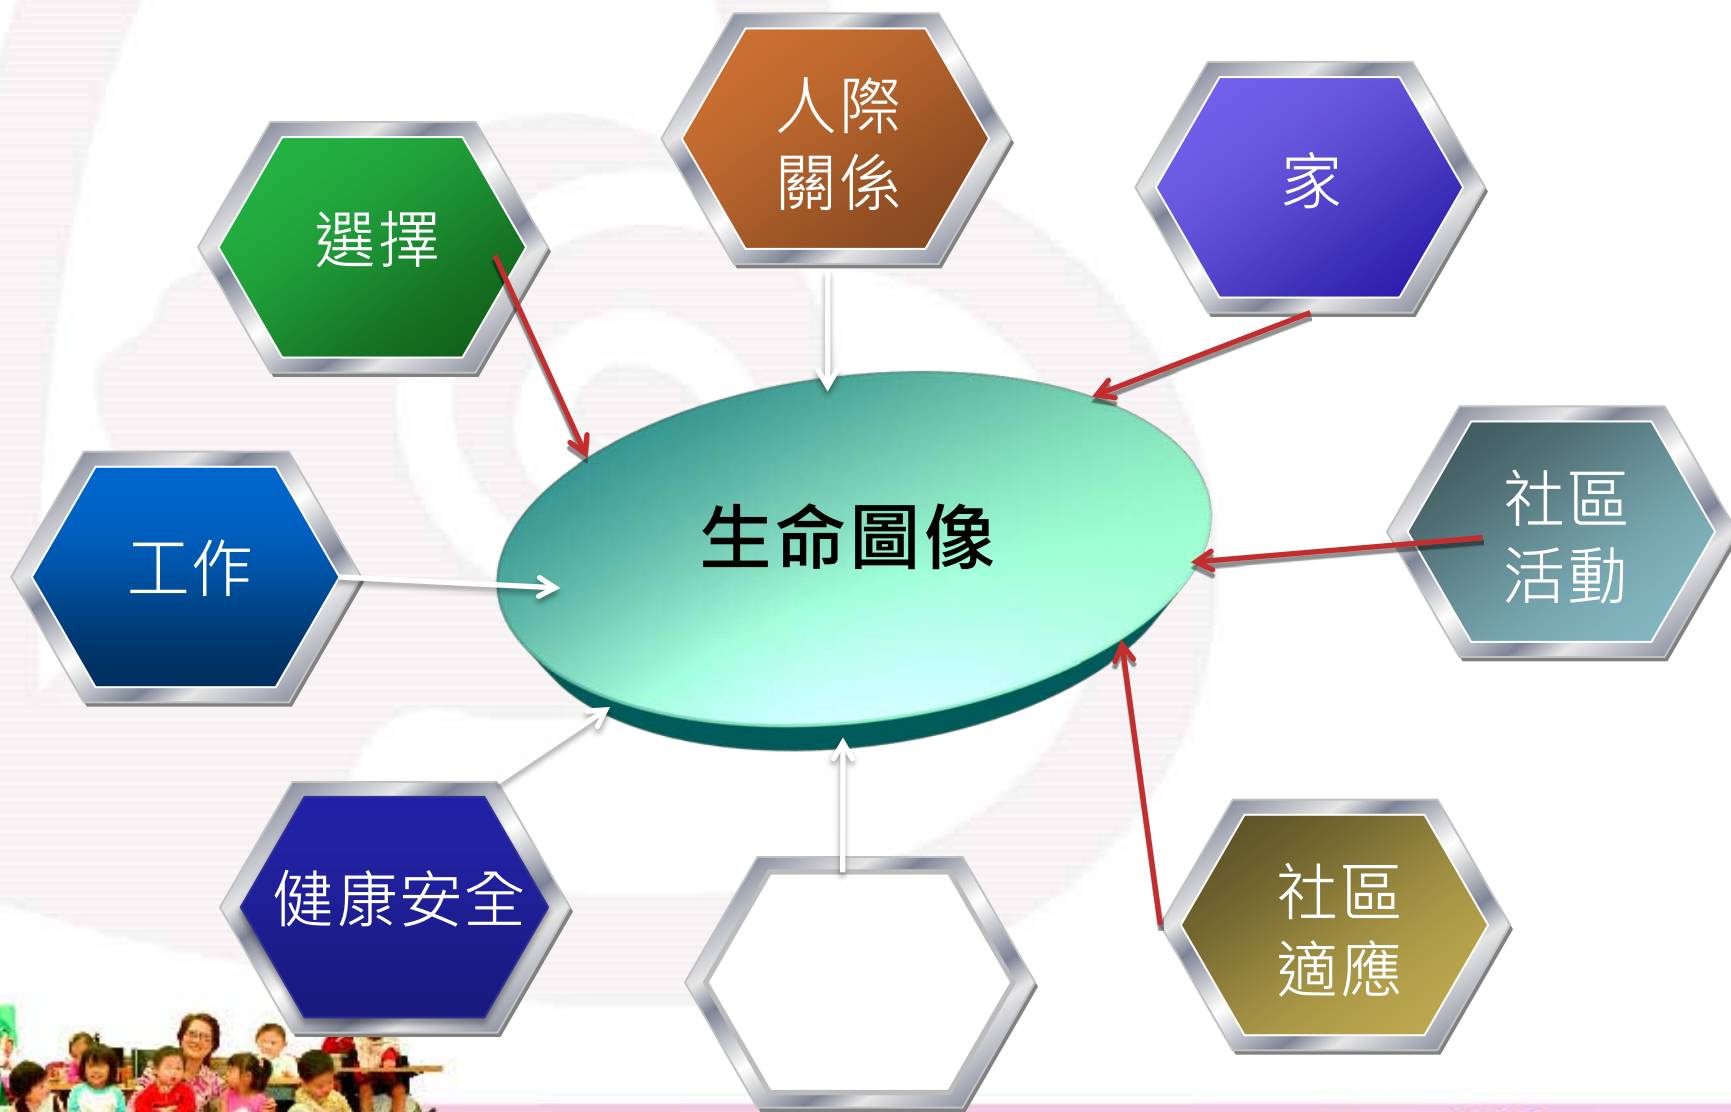 人際
關係
家
選擇
生命圖像
社區
活動
工作
健康安全
社區
適應